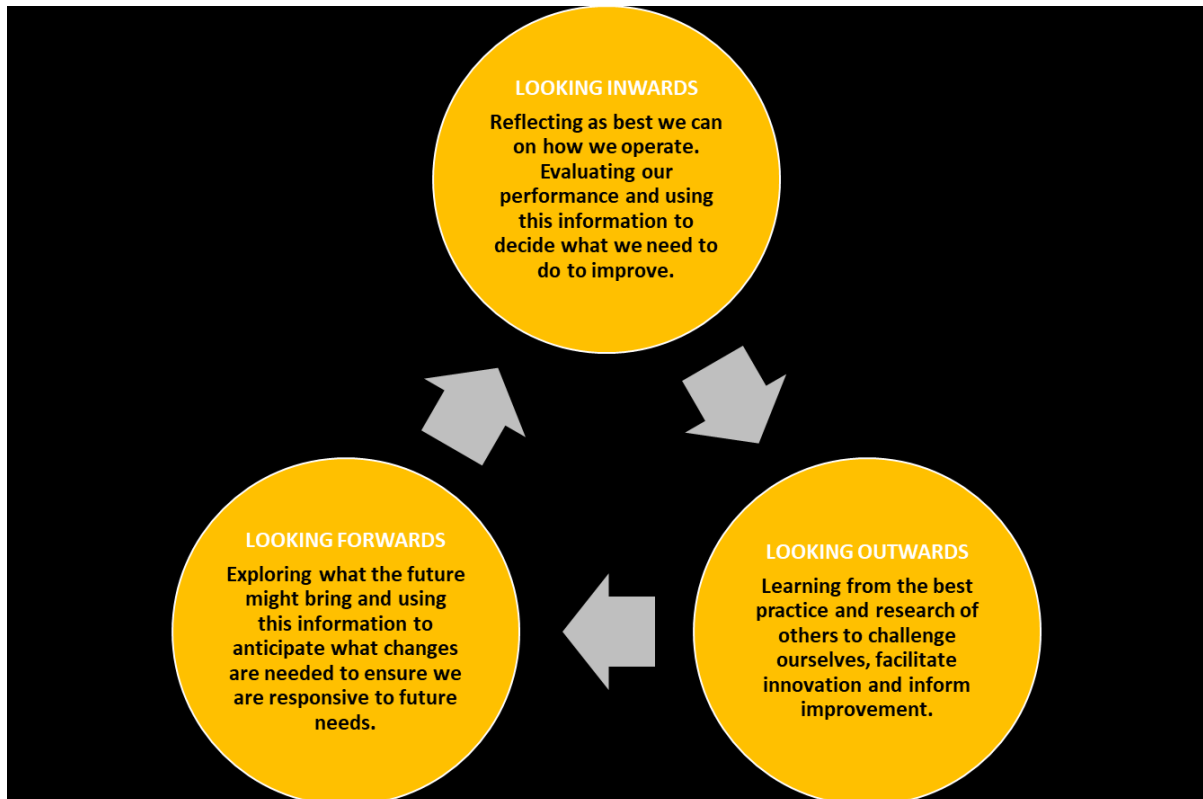 LOOKING INWARDS
Reflecting as best we can
on how we operate.
Evaluating our
performance and using
this information to
decide what we need to
do to improve.
LOOKING FORWARDS
Exploring what the future
might bring and using
this information to
anticipate what changes
are needed to ensure we
are responsive to future
needs.
LOOKING OUTWARDS
Learning from the best
practice and research of
others to challenge
ourselves, facilitate
innovation and inform
improvement.